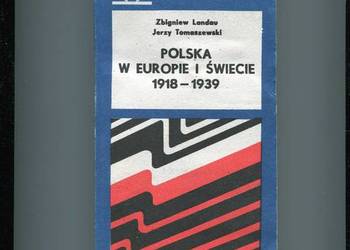 Zbigniew Landau
Jerzy Tomaszewski
POLSKA
W EUROPIE I ŚWIECIE
1918 – 1939